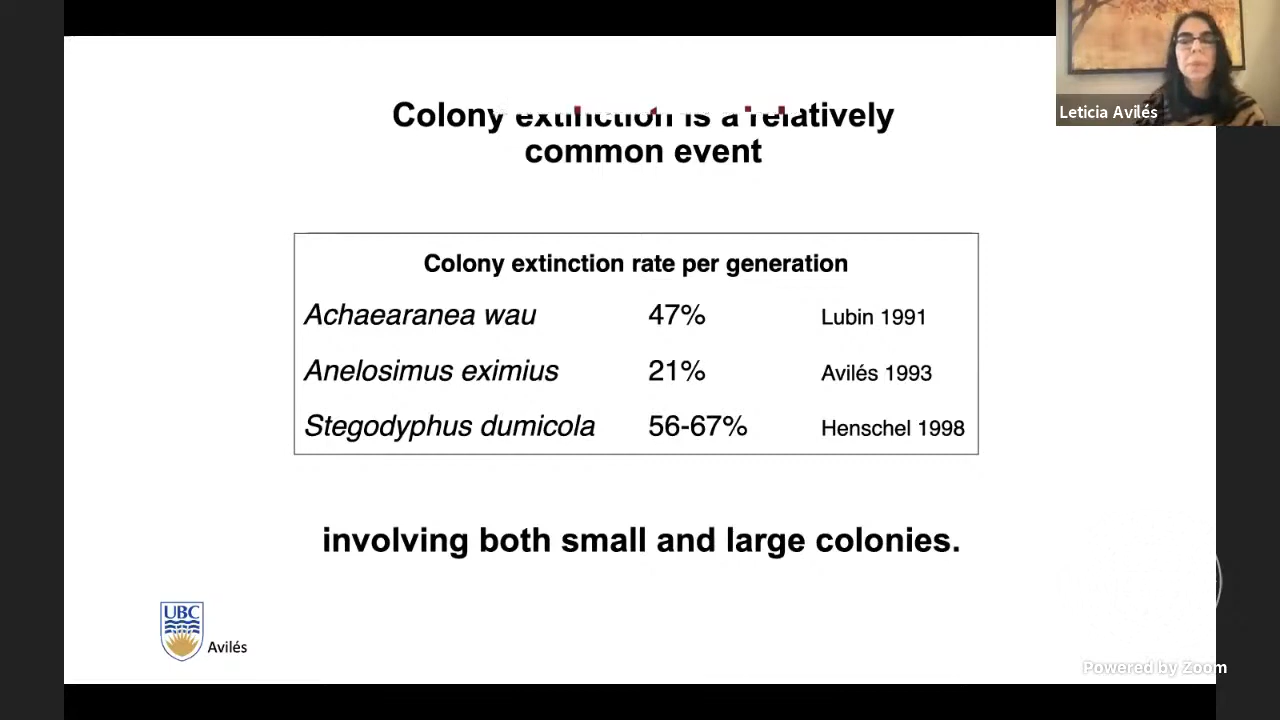 Colony extinction is a relatively
common event
Leticia Avilés
Colony extinction rate per generation
Achaearanea wau 47% Lubin 1991
Anelosimus eximius 21% Avilés 1993
Stegodyphus dumicola 56-67% Henschel 1998
involving both small and large colonies.
UBC
Avilés
Powered by Zoom